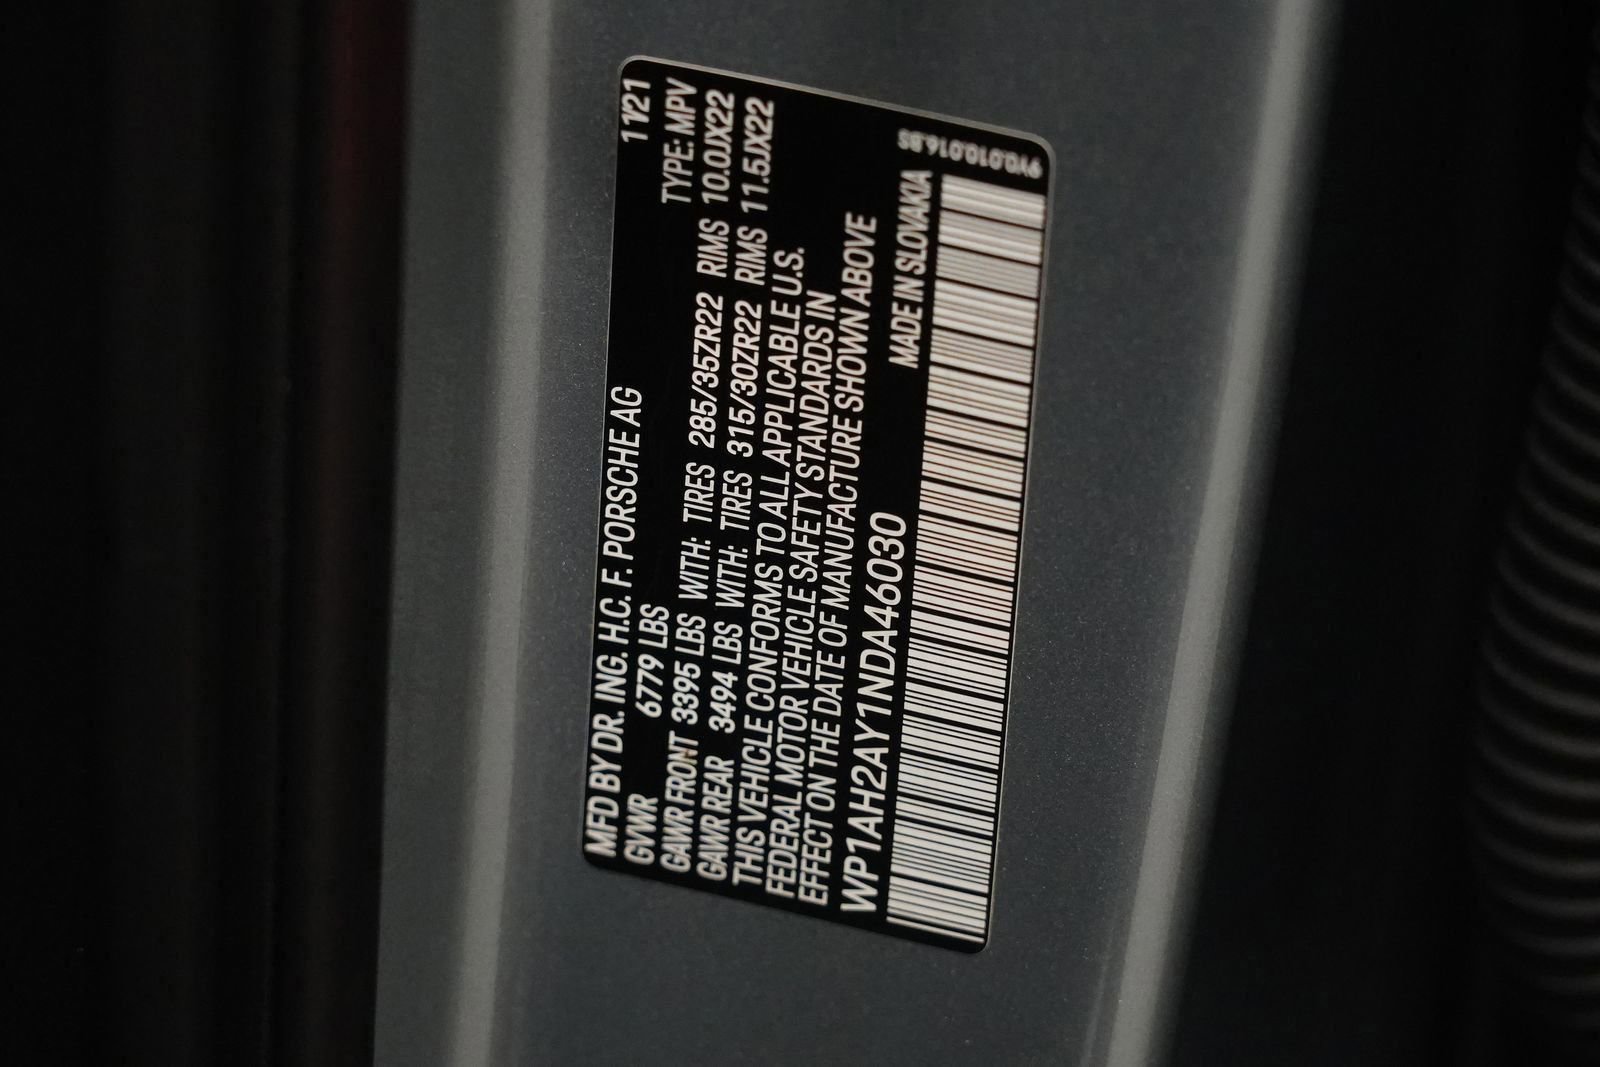 MFD BY DR. ING. H.C. F. PORSCHE AG 11/21
GVWR 6779 LBS TYPE: MPV
GAWR FRONT 3395 LBS WITH: TIRES 285/35ZR22 RIMS 10.0JX22
GAWR REAR 3494 LBS WITH: TIRES 315/30ZR22 RIMS 11.5JX22
THIS VEHICLE CONFORMS TO ALL APPLICABLE U.S.
FEDERAL MOTOR VEHICLE SAFETY STANDARDS IN
EFFECT ON THE DATE OF MANUFACTURE SHOWN ABOVE
WP1AH2AY1NDA46030
MADE IN SLOVAKIA
9Y0.010.016.BS